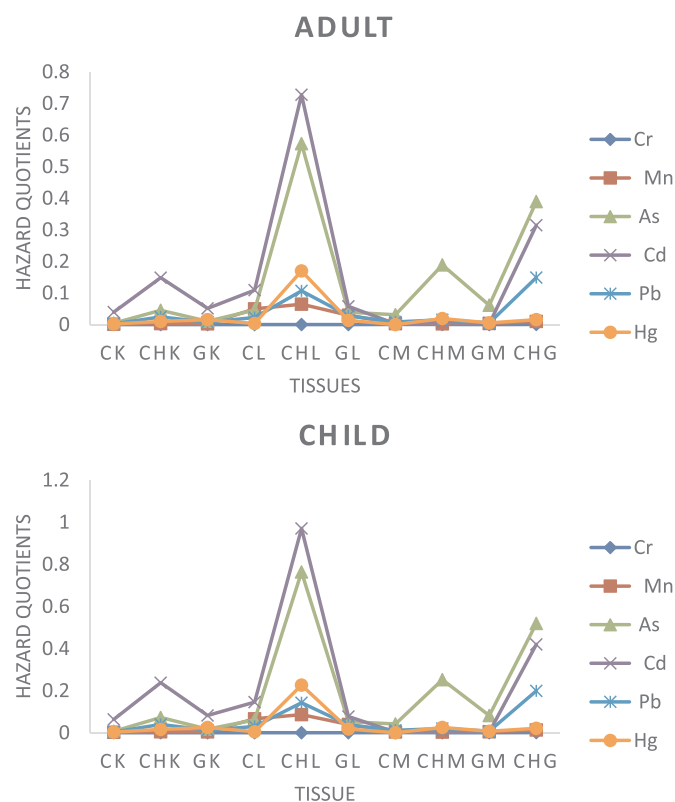 ADULT
HAZARD QUOTIENTS
0.8
0.7
0.6
0.5
0.4
0.3
0.2
0.1
0
CK CHK GK CL CHL GL CM CHM GM CHG
TISSUES
Cr
Mn
As
Cd
Pb
Hg
CHILD
HAZARD QUOTIENTS
1.2
1
0.8
0.6
0.4
0.2
0
CK CHK GK CL CHL GL CM CHM GM CHG
TISSUE
Cr
Mn
As
Cd
Pb
Hg